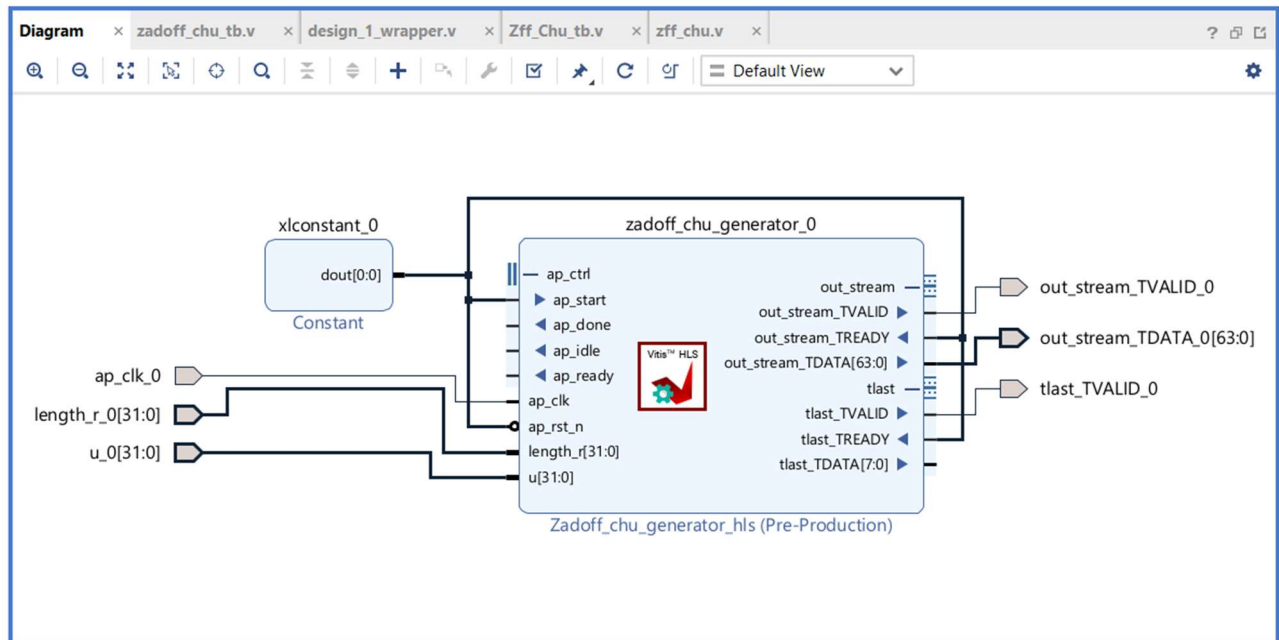 Diagram × zadoff_chu_tb.v × design_1_wrapper.v × Zff_Chu_tb.v × zff_chu.v ×
?
Default View
xlconstant_0
dout[0:0]
Constant
ap_clk_0
length_r_0[31:0]
u_0[31:0]
zadoff_chu_generator_0
ap_ctrl
ap_start
ap_done
ap_idle
ap_ready
ap_clk
ap_rst_n
length_r[31:0]
u[31:0]
Vitis™ HLS
out_stream
out_stream_TVALID
out_stream_TREADY
out_stream_TDATA[63:0]
tlast
tlast_TVALID
tlast_TREADY
tlast_TDATA[7:0]
Zadoff_chu_generator_hls (Pre-Production)
out_stream_TVALID_0
out_stream_TDATA_0[63:0]
tlast_TVALID_0